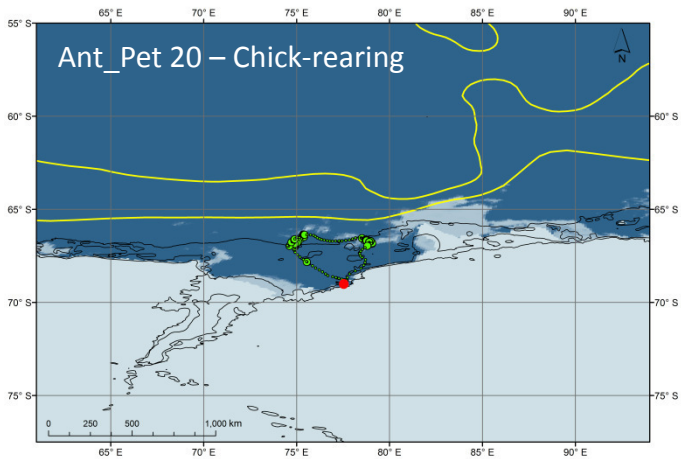 65° E 70° E 75° E 80° E 85° E 90° E
55° S
Ant_Pet 20 – Chick-rearing
N
60° S 60° S
65° S 65° S
70° S 70° S
75° S 75° S
0 250 500 1,000 km
65° E 70° E 75° E 80° E 85° E 90° E